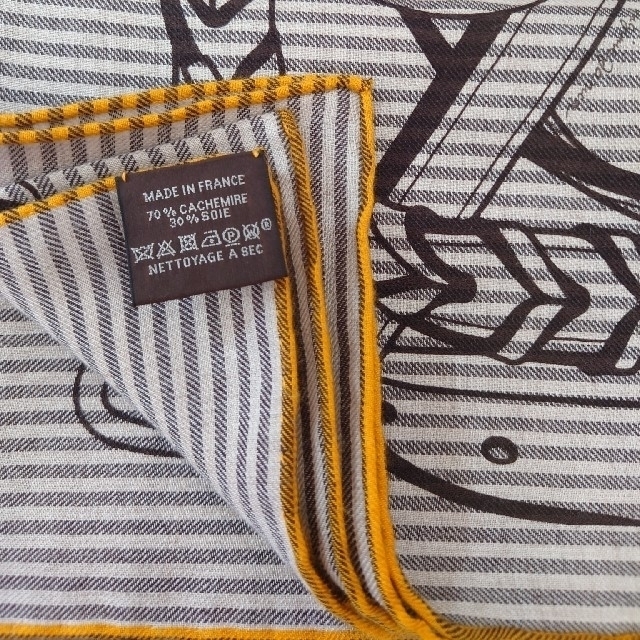 MADE IN FRANCE
70% CACHEMIRE
30% SOIE
NETTOYAGE A SEC